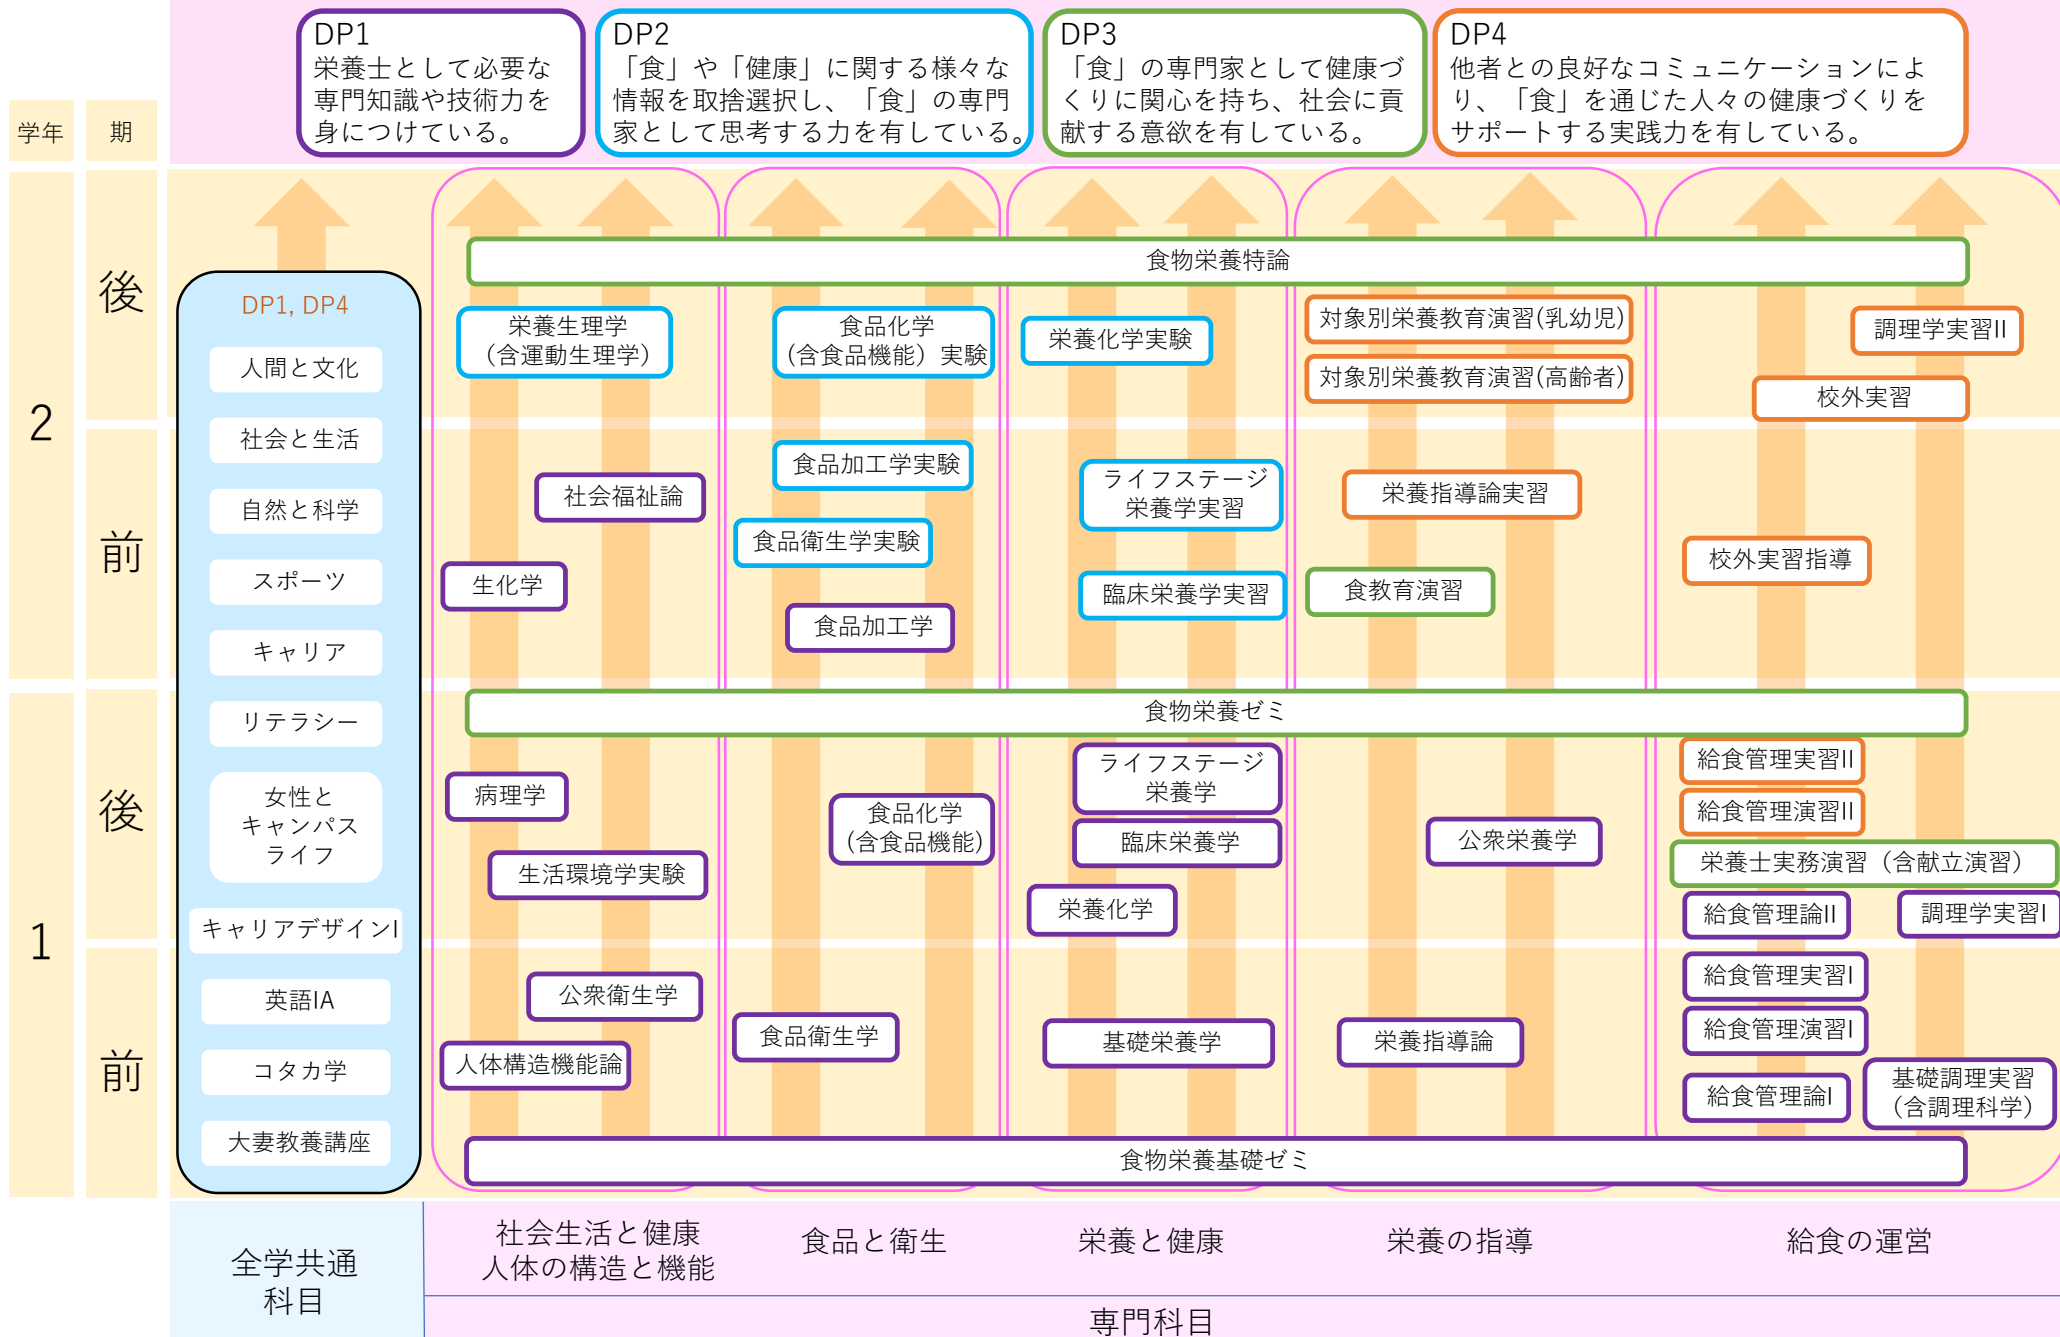 DP1
栄養士として必要な
専門知識や技術力を
身につけている。
DP2
「食」や「健康」に関する様々な
情報を取捨選択し、「食」の専門
家として思考する力を有している。
DP3
「食」の専門家として健康づ
くりに関心を持ち、社会に貢
献する意欲を有している。
DP4
他者との良好なコミュニケーションによ
り、「食」を通じた人々の健康づくりを
サポートする実践力を有している。
学年
期
2
後
前
1
後
前
DP1, DP4
人間と文化
社会と生活
自然と科学
スポーツ
キャリア
リテラシー
女性と
キャンパス
ライフ
キャリアデザインI
英語IA
コタカ学
大妻教養講座
食物栄養特論
栄養生理学
（含運動生理学）
食品化学
（含食品機能）実験
栄養化学実験
対象別栄養教育演習(乳幼児)
対象別栄養教育演習(高齢者)
調理学実習II
校外実習
社会福祉論
生化学
食品加工学実験
食品衛生学実験
食品加工学
ライフステージ
栄養学実習
臨床栄養学実習
栄養指導論実習
食教育演習
校外実習指導
食物栄養ゼミ
病理学
生活環境学実験
食品化学
（含食品機能）
ライフステージ
栄養学
臨床栄養学
栄養化学
公衆栄養学
給食管理実習II
給食管理演習II
栄養士実務演習（含献立演習）
給食管理論II
調理学実習I
公衆衛生学
人体構造機能論
食品衛生学
基礎栄養学
栄養指導論
給食管理実習I
給食管理演習I
給食管理論I
基礎調理実習
（含調理科学）
食物栄養基礎ゼミ
全学共通
科目
社会生活と健康
人体の構造と機能
食品と衛生
栄養と健康
栄養の指導
給食の運営
専門科目